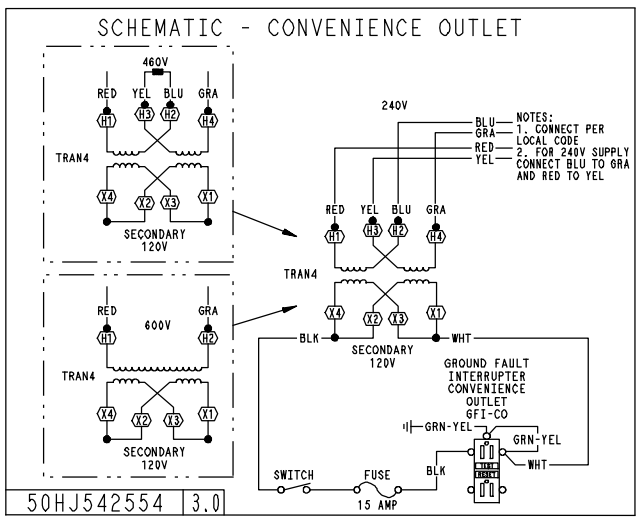 SCHEMATIC - CONVENIENCE OUTLET
460V
RED YEL BLU GRA
H1 H3 H2 H4
TRAN4
X4 X2 X3 X1
SECONDARY
120V
RED GRA
600V
H1 H2
TRAN4
X4 X2 X3 X1
SECONDARY
120V
240V
BLU
GRA
RED
YEL
NOTES:
1. CONNECT PER
LOCAL CODE
2. FOR 240V SUPPLY
CONNECT BLU TO GRA
AND RED TO YEL
RED YEL BLU GRA
H1 H3 H2 H4
TRAN4
X4 X2 X3 X1
BLK WHT
SECONDARY
120V
GROUND FAULT
INTERRUPTER
CONVENIENCE
OUTLET
GFI-CO
GRN-YEL
GRN-YEL
BLK
WHT
TEST
RESET
SWITCH FUSE
15 AMP
50HJ542554 3.0